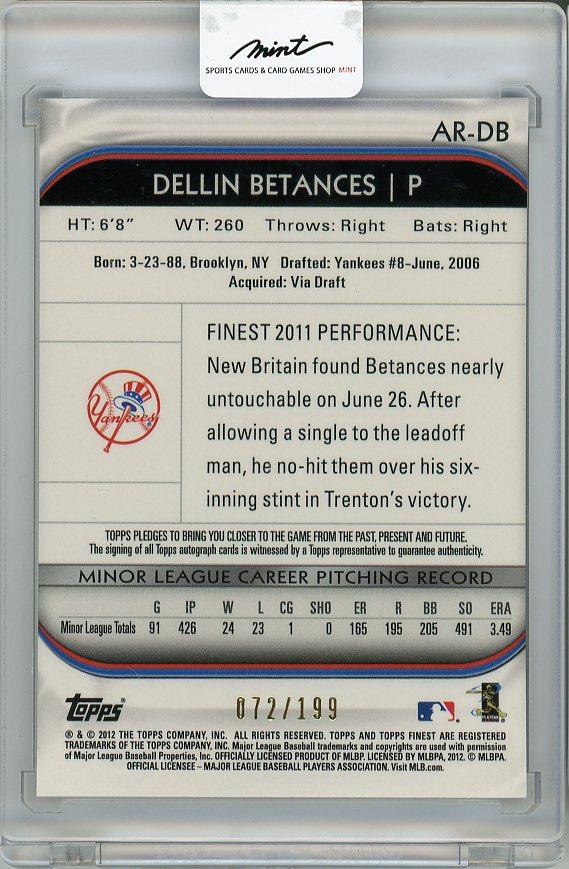 mint
SPORTS CARDS & CARD GAMES SHOP MINT
AR-DB
DELLIN BETANCES | P
HT: 6'8" WT: 260 Throws: Right Bats: Right
Born: 3-23-88, Brooklyn, NY Drafted: Yankees #8-June, 2006
Acquired: Via Draft
FINEST 2011 PERFORMANCE:
New Britain found Betances nearly
untouchable on June 26. After
allowing a single to the leadoff
man, he no-hit them over his six-
inning stint in Trenton's victory.
Yankees
TOPPS PLEDGES TO BRING YOU CLOSER TO THE GAME FROM THE PAST, PRESENT AND FUTURE.
The signing of all Topps autograph cards is witnessed by a Topps representative to guarantee authenticity.
MINOR LEAGUE CAREER PITCHING RECORD
G IP W L CG SHO ER R BB SO ERA
Minor League Totals 91 426 24 23 1 0 165 195 205 491 3.49
topps® 072/199
® & © 2012 THE TOPPS COMPANY, INC. ALL RIGHTS RESERVED. TOPPS AND TOPPS FINEST ARE REGISTERED
TRADEMARKS OF THE TOPPS COMPANY, INC. Major League Baseball trademarks and copyrights are used with permission
of Major League Baseball Properties, Inc. OFFICIALLY LICENSED PRODUCT OF MLBP. LICENSED BY MLBPA, 2012. © MLBPA.
OFFICIAL LICENSEE – MAJOR LEAGUE BASEBALL PLAYERS ASSOCIATION. Visit MLB.com.